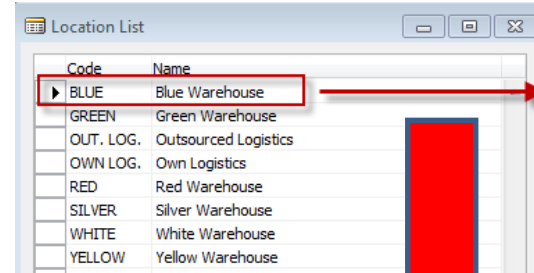 Location List
Code Name
BLUE Blue Warehouse
GREEN Green Warehouse
OUT. LOG. Outsourced Logistics
OWN LOG. Own Logistics
RED Red Warehouse
SILVER Silver Warehouse
WHITE White Warehouse
YELLOW Yellow Warehouse